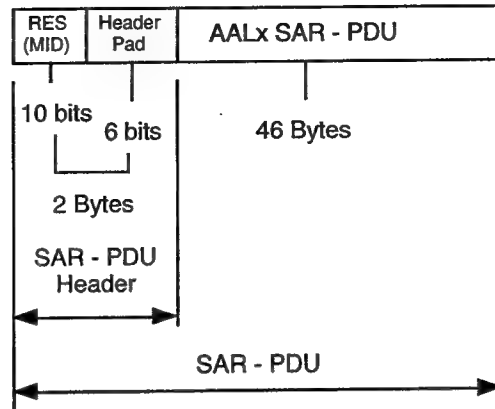 RES
(MID)
Header
Pad
AALx SAR - PDU
10 bits
6 bits
46 Bytes
2 Bytes
SAR - PDU
Header
SAR - PDU